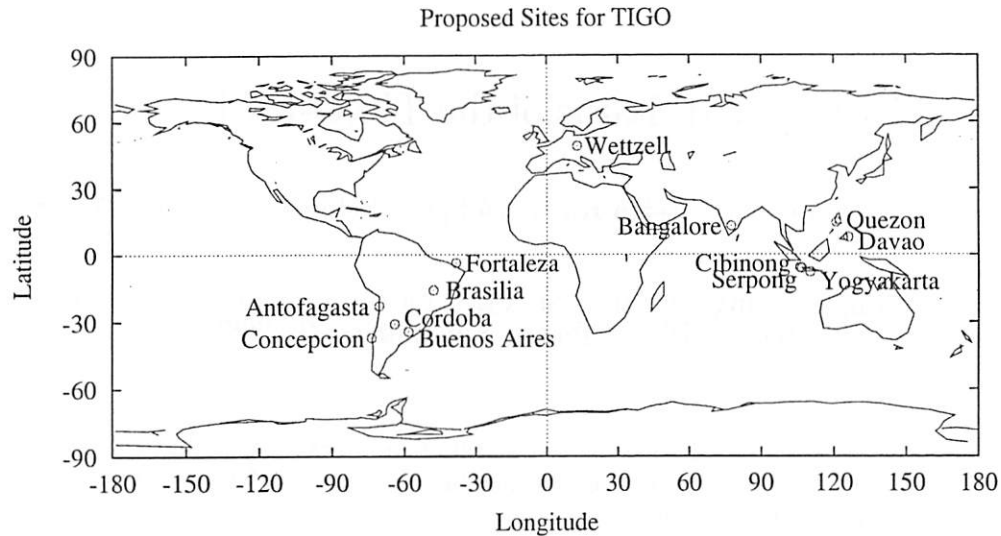 Proposed Sites for TIGO
90
60
30
0
-30
-60
-90
Latitude
Wettzell
Bangalore
Quezon
Davao
Cibinong
Serpong
Yogyakarta
Fortaleza
Brasilia
Antofagasta
Cordoba
Concepcion
Buenos Aires
-180 -150 -120 -90 -60 -30 0 30 60 90 120 150 180
Longitude